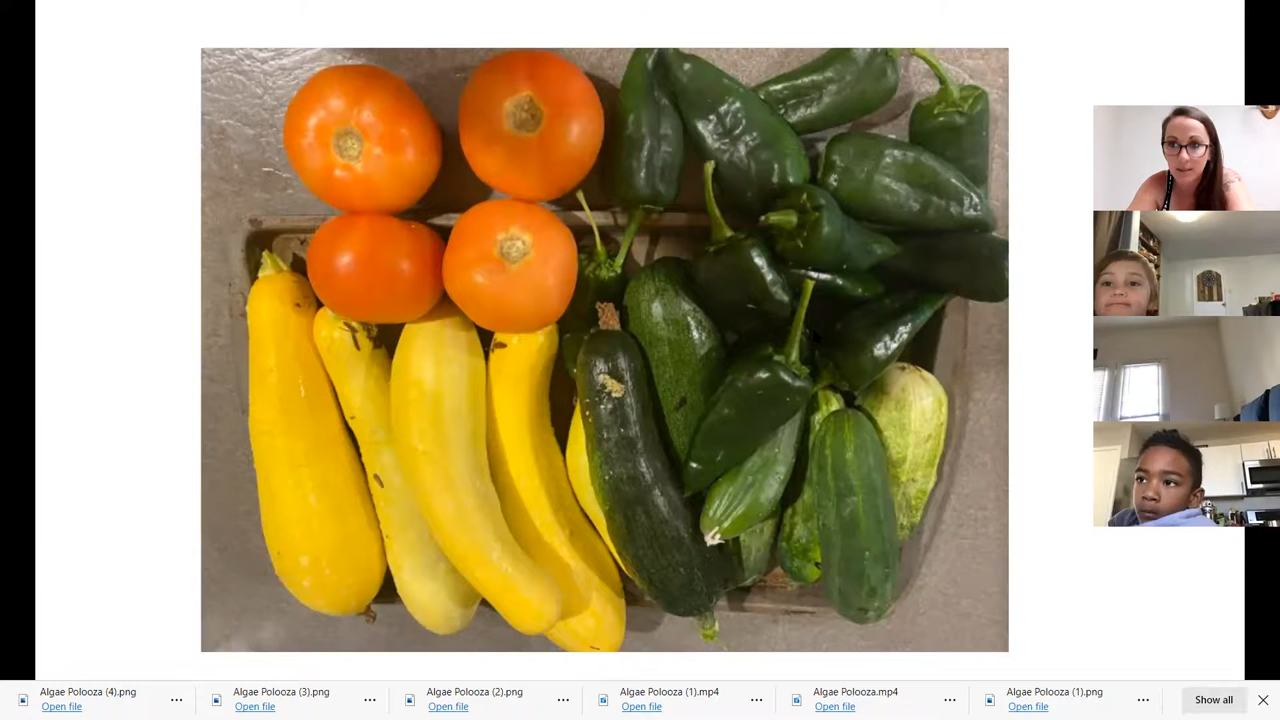 Algae Polooza (4).png
Open file
Algae Polooza (3).png
Open file
Algae Polooza (2).png
Open file
Algae Polooza (1).mp4
Open file
Algae Polooza.mp4
Open file
Algae Polooza (1).png
Open file
Show all